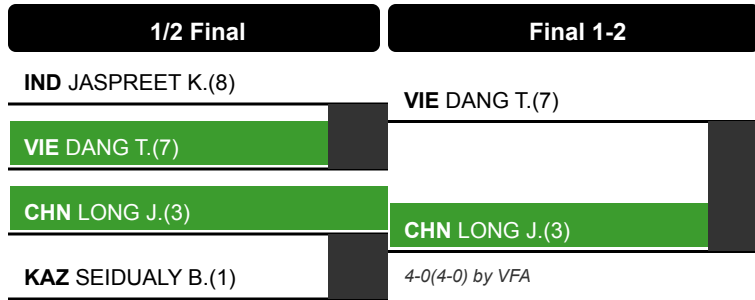 1/2 Final
IND JASPREET K.(8)
VIE DANG T.(7)
CHN LONG J.(3)
KAZ SEIDUALY B.(1)
Final 1-2
VIE DANG T.(7)
CHN LONG J.(3)
4-0(4-0) by VFA